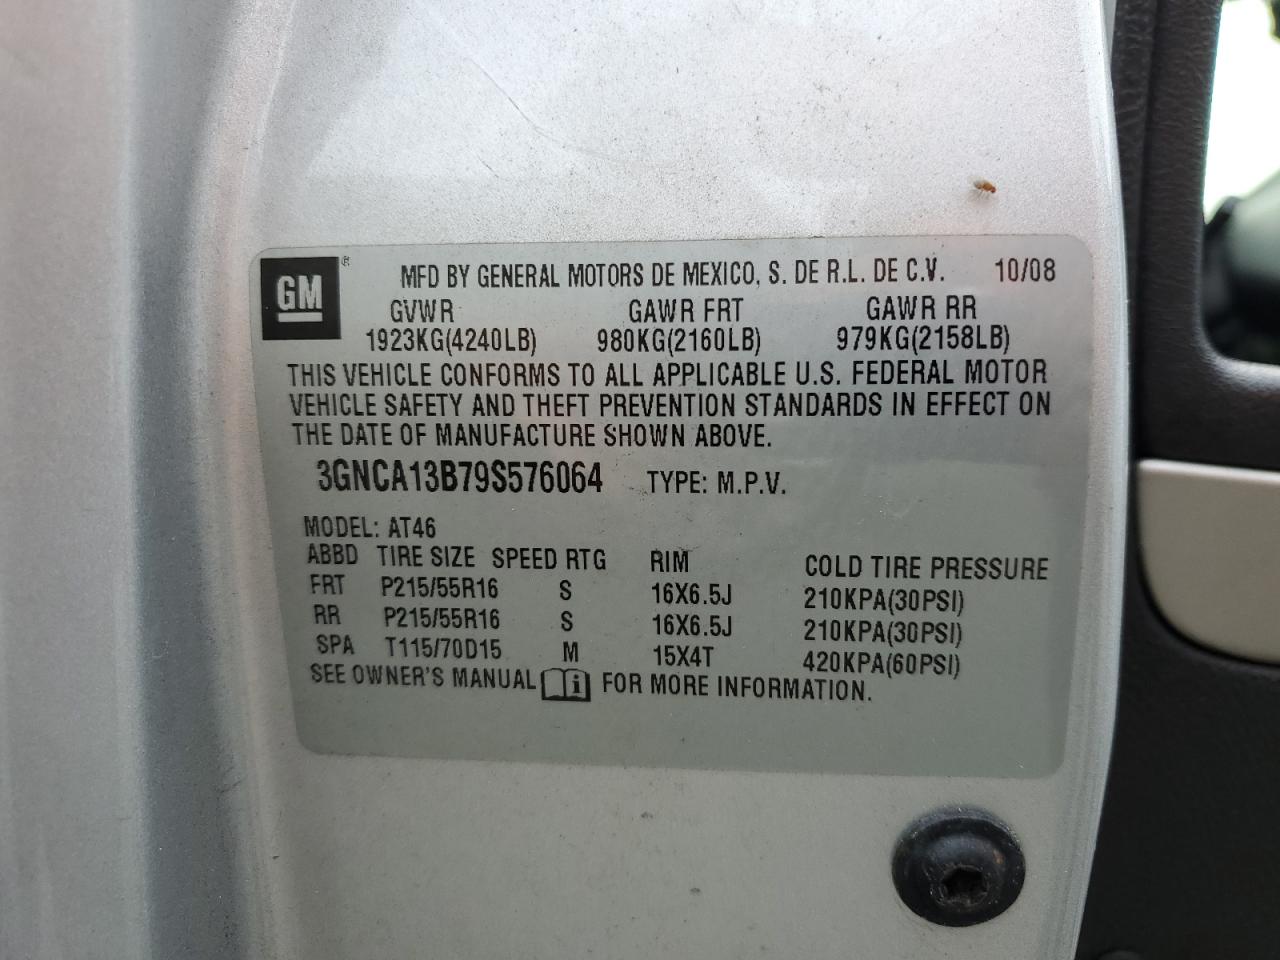 GM ® MFD BY GENERAL MOTORS DE MEXICO, S. DE R.L. DE C.V. 10/08
GVWR GAWR FRT GAWR RR
1923KG(4240LB) 980KG(2160LB) 979KG(2158LB)
THIS VEHICLE CONFORMS TO ALL APPLICABLE U.S. FEDERAL MOTOR
VEHICLE SAFETY AND THEFT PREVENTION STANDARDS IN EFFECT ON
THE DATE OF MANUFACTURE SHOWN ABOVE.
3GNCA13B79S576064 TYPE: M.P.V.
MODEL: AT46
ABBD TIRE SIZE SPEED RTG RIM COLD TIRE PRESSURE
FRT P215/55R16 S 16X6.5J 210KPA(30PSI)
RR P215/55R16 S 16X6.5J 210KPA(30PSI)
SPA T115/70D15 M 15X4T 420KPA(60PSI)
SEE OWNER'S MANUAL i FOR MORE INFORMATION.